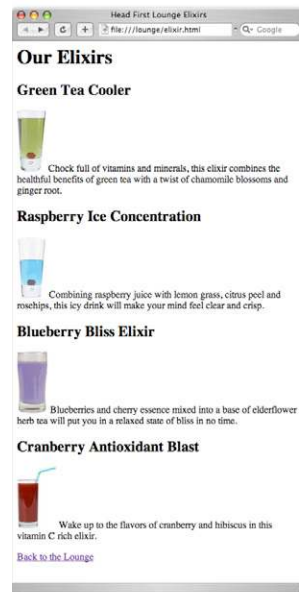 Head First Lounge Elixirs
file:///lounge/elixir.html
Google
Our Elixirs
Green Tea Cooler
Chock full of vitamins and minerals, this elixir combines the
healthful benefits of green tea with a twist of chamomile blossoms and
ginger root.
Raspberry Ice Concentration
Combining raspberry juice with lemon grass, citrus peel and
rosehips, this icy drink will make your mind feel clear and crisp.
Blueberry Bliss Elixir
Blueberries and cherry essence mixed into a base of elderflower
herb tea will put you in a relaxed state of bliss in no time.
Cranberry Antioxidant Blast
Wake up to the flavors of cranberry and hibiscus in this
vitamin C rich elixir.
Back to the Lounge